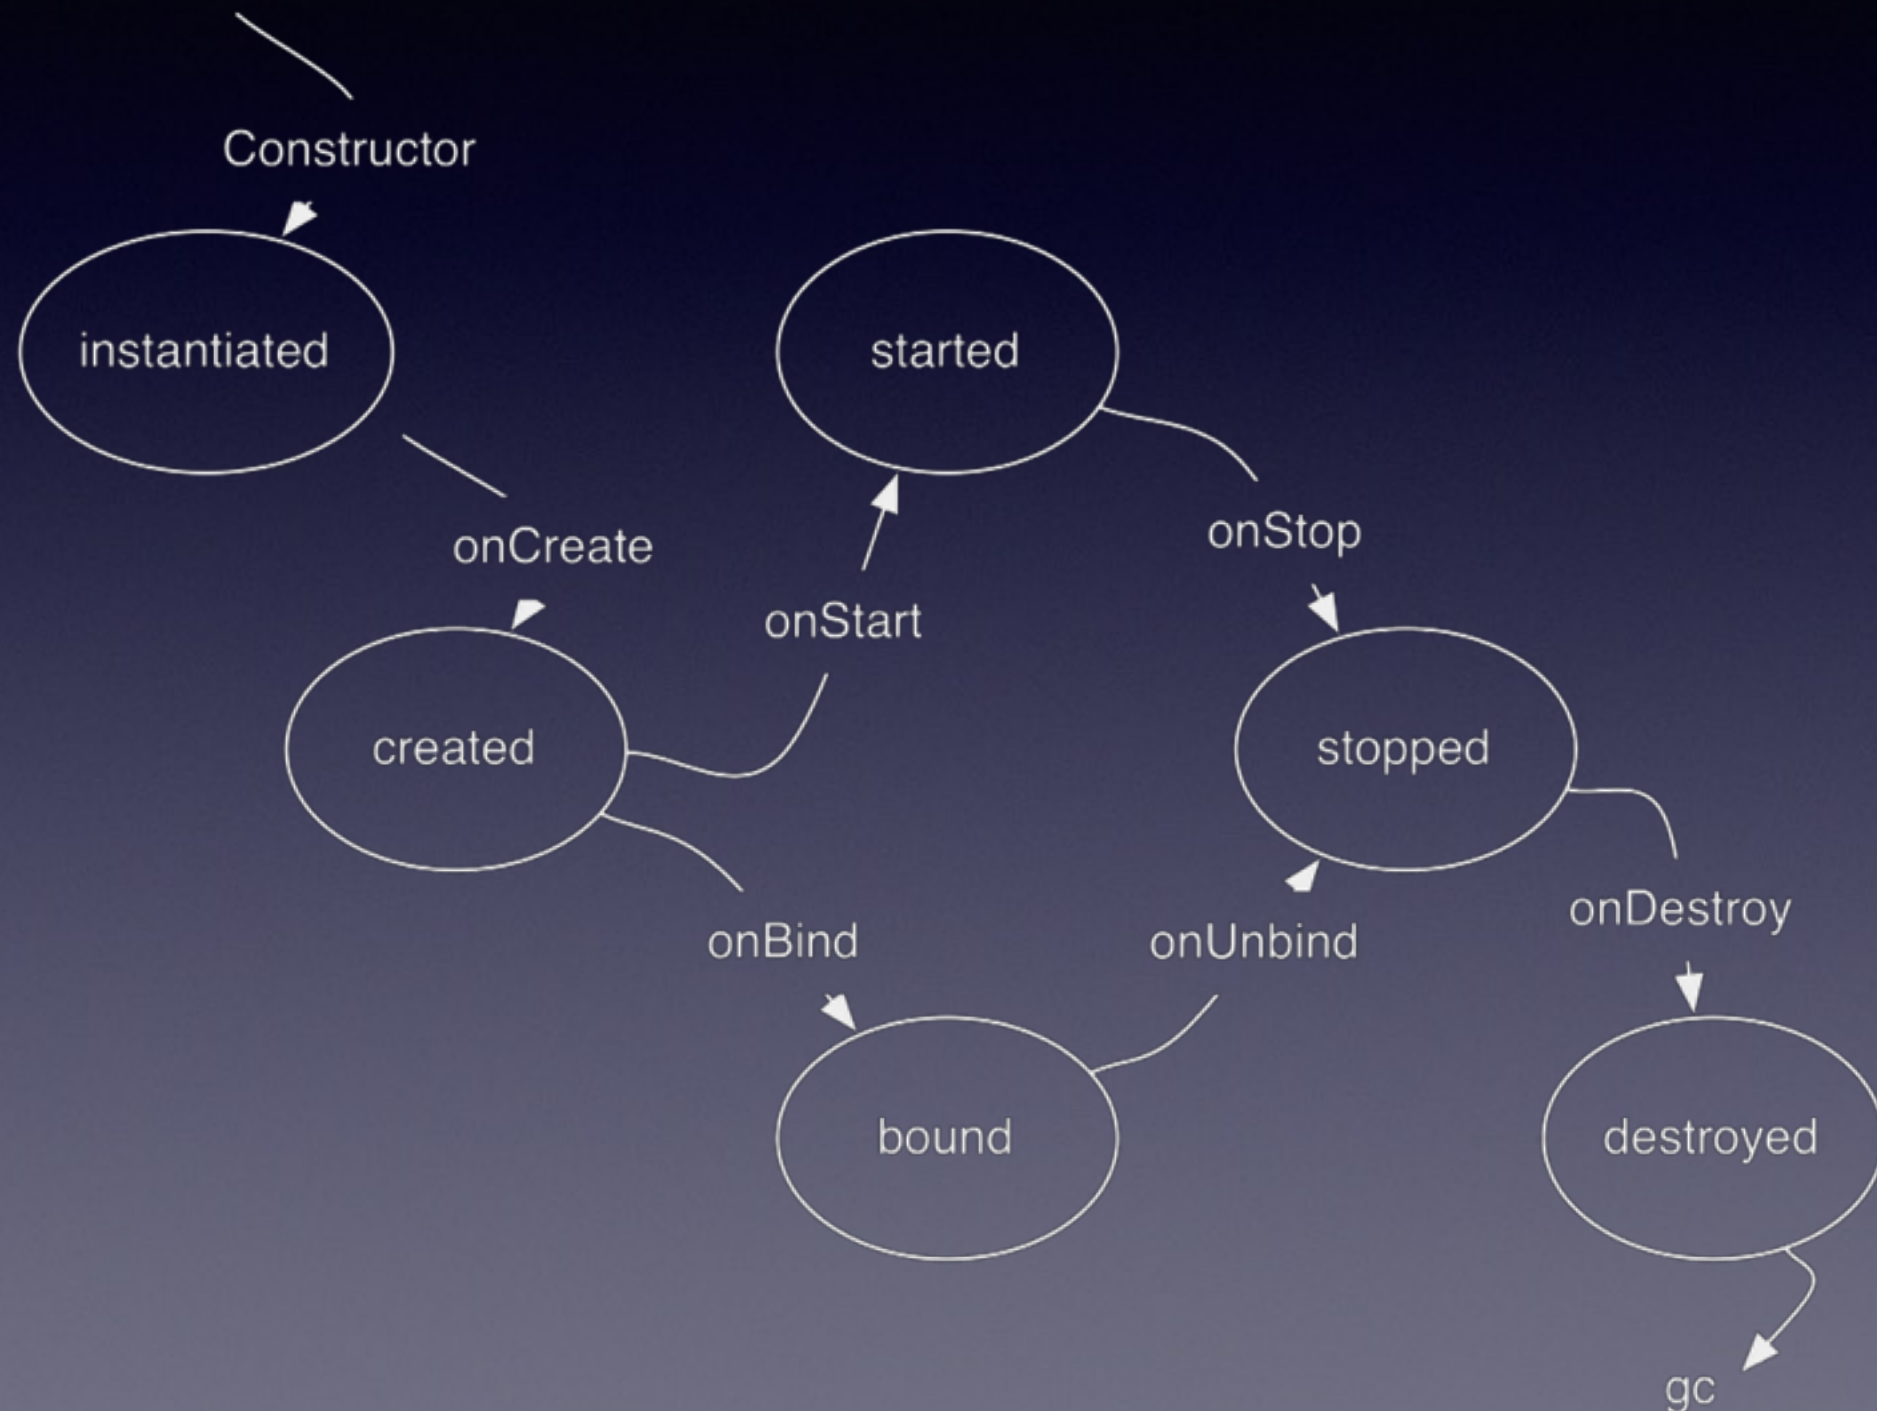 Constructor
instantiated
started
onCreate
onStart
onStop
created
stopped
onBind
onUnbind
onDestroy
bound
destroyed
gc